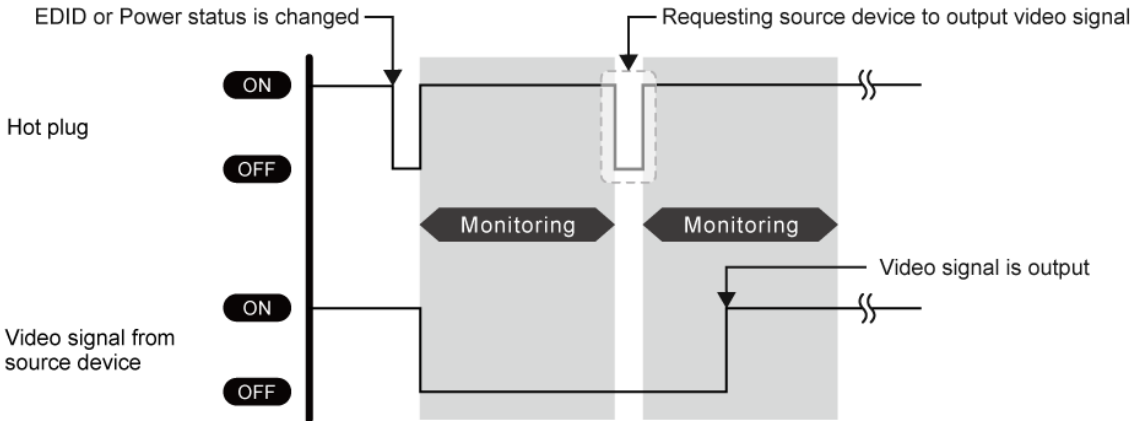 EDID or Power status is changed
Requesting source device to output video signal
ON
Hot plug
OFF
Monitoring
Monitoring
Video signal is output
ON
Video signal from
source device
OFF